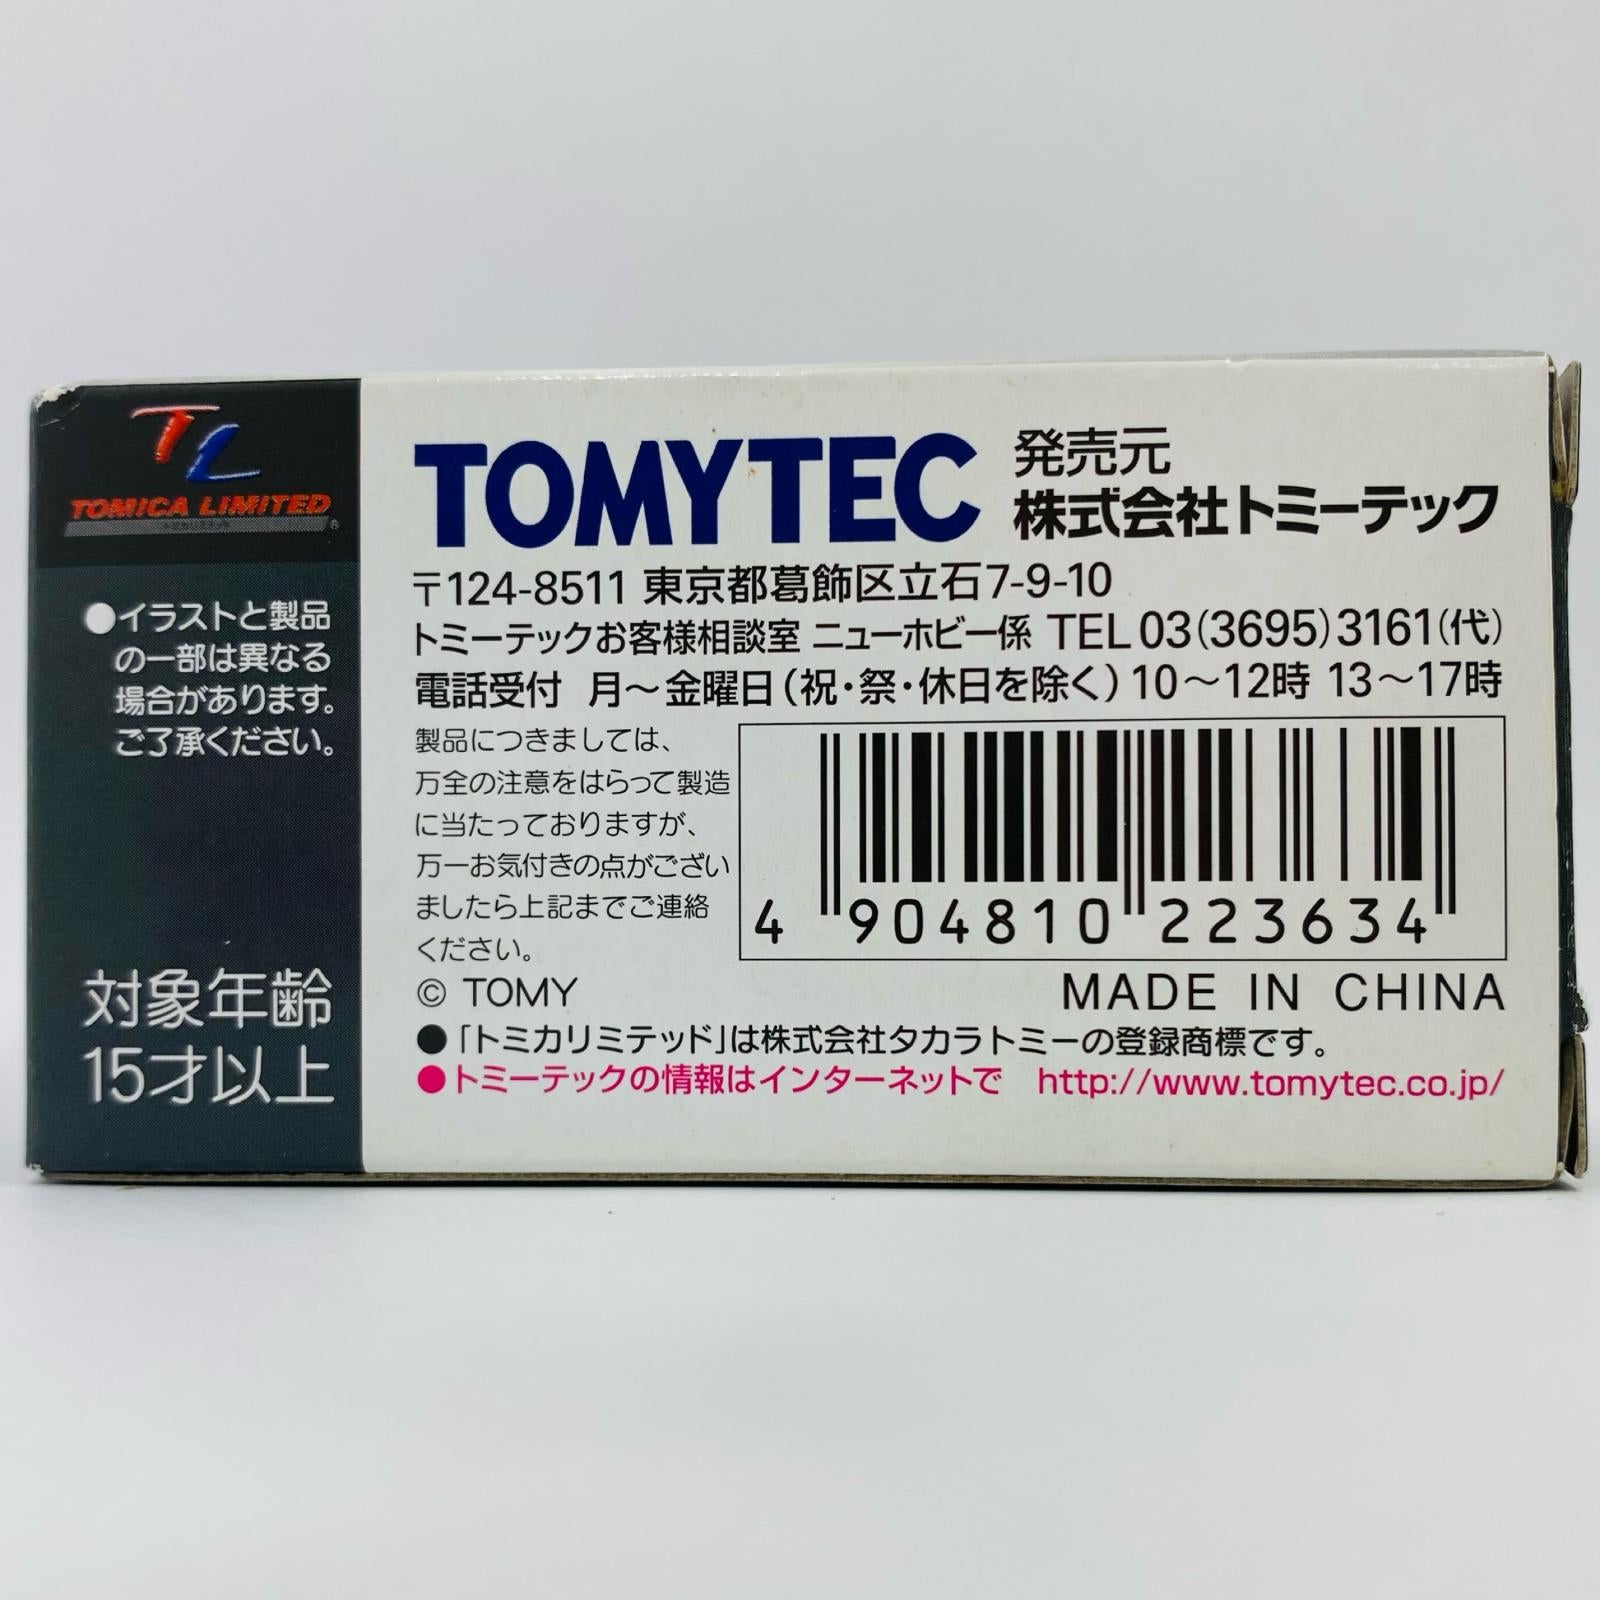 TL
TOMICA LIMITED
トミカリミテッド ®
●イラストと製品
の一部は異なる
場合があります。
ご了承ください。
対象年齢
15才以上
TOMYTEC
発売元
株式会社トミーテック
〒124-8511 東京都葛飾区立石7-9-10
トミーテックお客様相談室 ニューホビー係 TEL 03(3695)3161(代)
電話受付 月～金曜日(祝・祭・休日を除く) 10～12時 13～17時
製品につきましては、
万全の注意をはらって製造
に当たっておりますが、
万一お気付きの点がござい
ましたら上記までご連絡
ください。
4 904810 223634
© TOMY
MADE IN CHINA
●「トミカリミテッド」は株式会社タカラトミーの登録商標です。
●トミーテックの情報はインターネットで http://www.tomytec.co.jp/